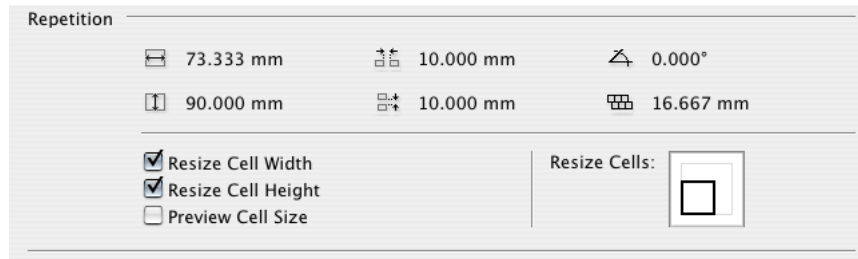 Repetition
73.333 mm 10.000 mm 0.000°
90.000 mm 10.000 mm 16.667 mm
Resize Cell Width Resize Cells:
Resize Cell Height
Preview Cell Size